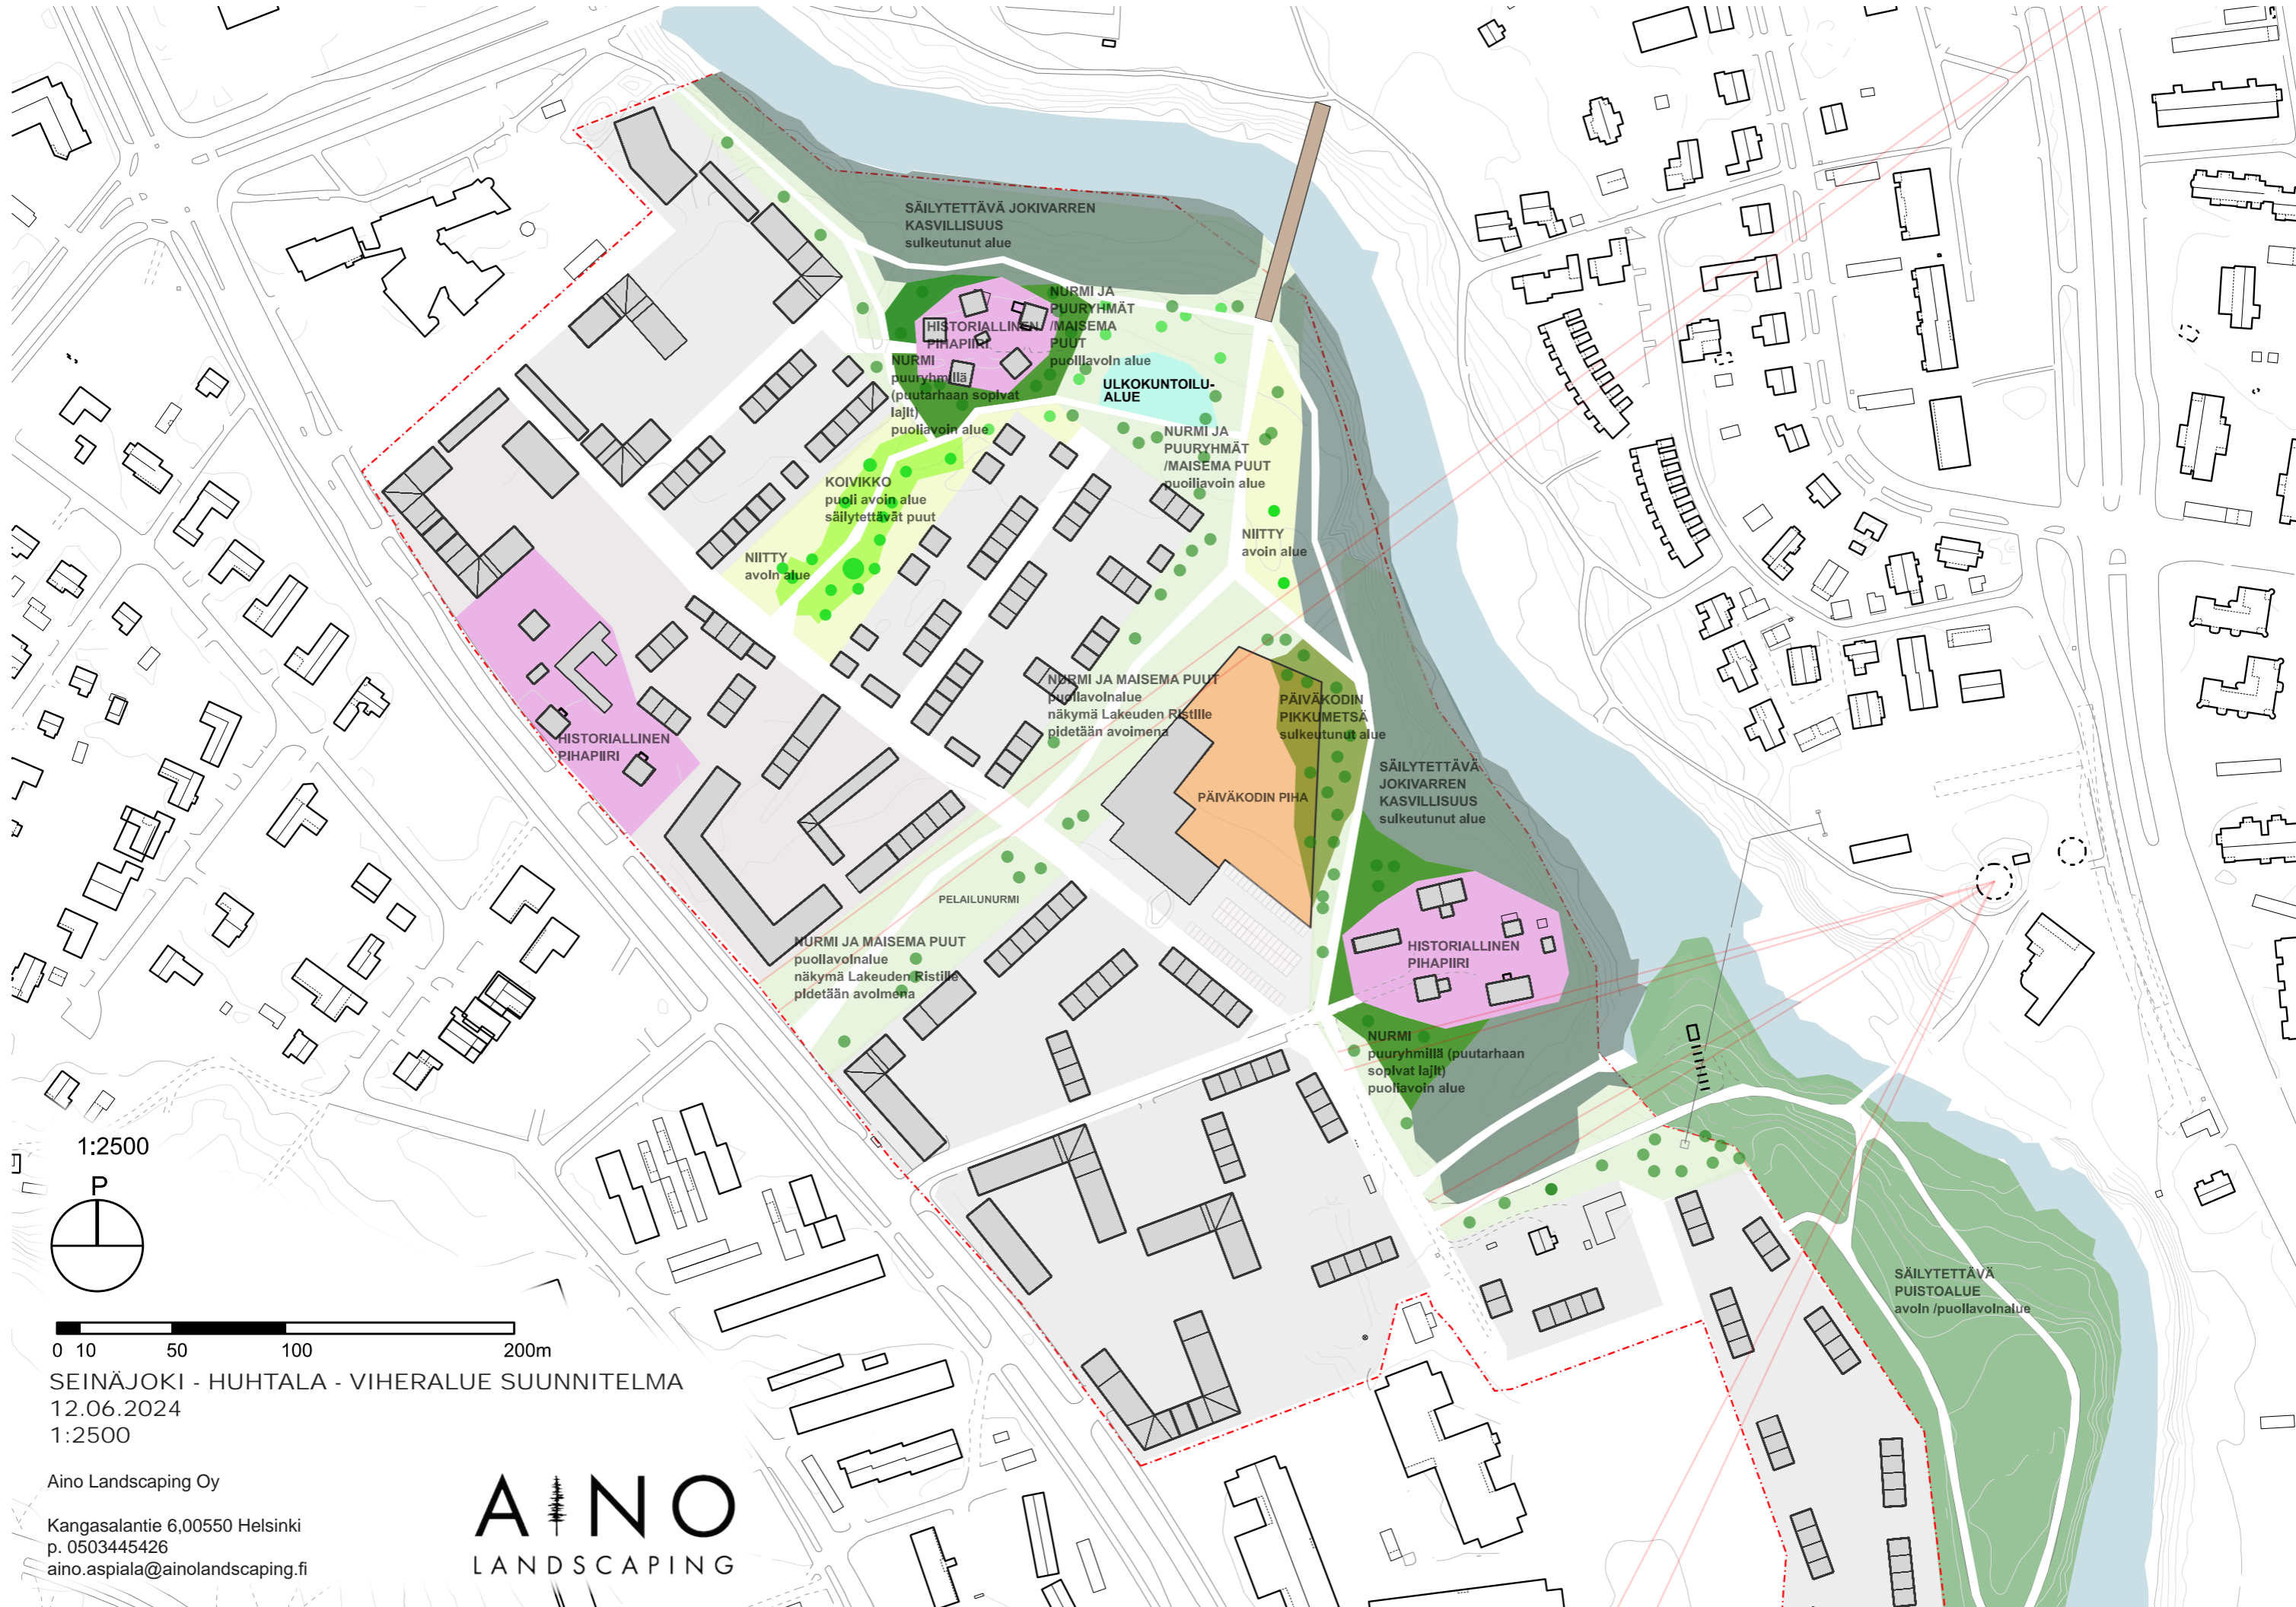 SÄILYTETTÄVÄ JOKIVARREN
KASVILLISUUS
sulkeutunut alue
NURMI JA
PUURYHMÄT
/MAISEMA
PUUT
puolIavoIn alue
HISTORIALLINEN
PIHAPIIRI
NURMI
puuryhmillä
(puutarhaan sopivat
lajIt)
puoliavoin alue
ULKOKUNTOILU-
ALUE
NURMI JA
PUURYHMÄT
/MAISEMA PUUT
puoliavoin alue
KOIVIKKO
puoli avoin alue
säilytettävät puut
NIITTY
avoIn alue
NIITTY
avoin alue
NURMI JA MAISEMA PUUT
puolIavoInalue
näkymä Lakeuden RIstIlle
pIdetään avoimena
PÄIVÄKODIN
PIKKUMETSÄ
sulkeutunut alue
HISTORIALLINEN
PIHAPIIRI
PÄIVÄKODIN PIHA
SÄILYTETTÄVÄ
JOKIVARREN
KASVILLISUUS
sulkeutunut alue
PELAILUNURMI
NURMI JA MAISEMA PUUT
puolIavoInalue
näkymä Lakeuden Ristille
pIdetään avoImena
HISTORIALLINEN
PIHAPIIRI
NURMI
puuryhmIllä (puutarhaan
sopIvat lajIt)
puoliavoin alue
SÄILYTETTÄVÄ
PUISTOALUE
avoIn /puolIavoInalue
1:2500
P
0 10 50 100 200m
SEINÄJOKI - HUHTALA - VIHERALUE SUUNNITELMA
12.06.2024
1:2500
Aino Landscaping Oy
Kangasalantie 6,00550 Helsinki
p. 0503445426
aino.aspiala@ainolandscaping.fi
AINO
LANDSCAPING